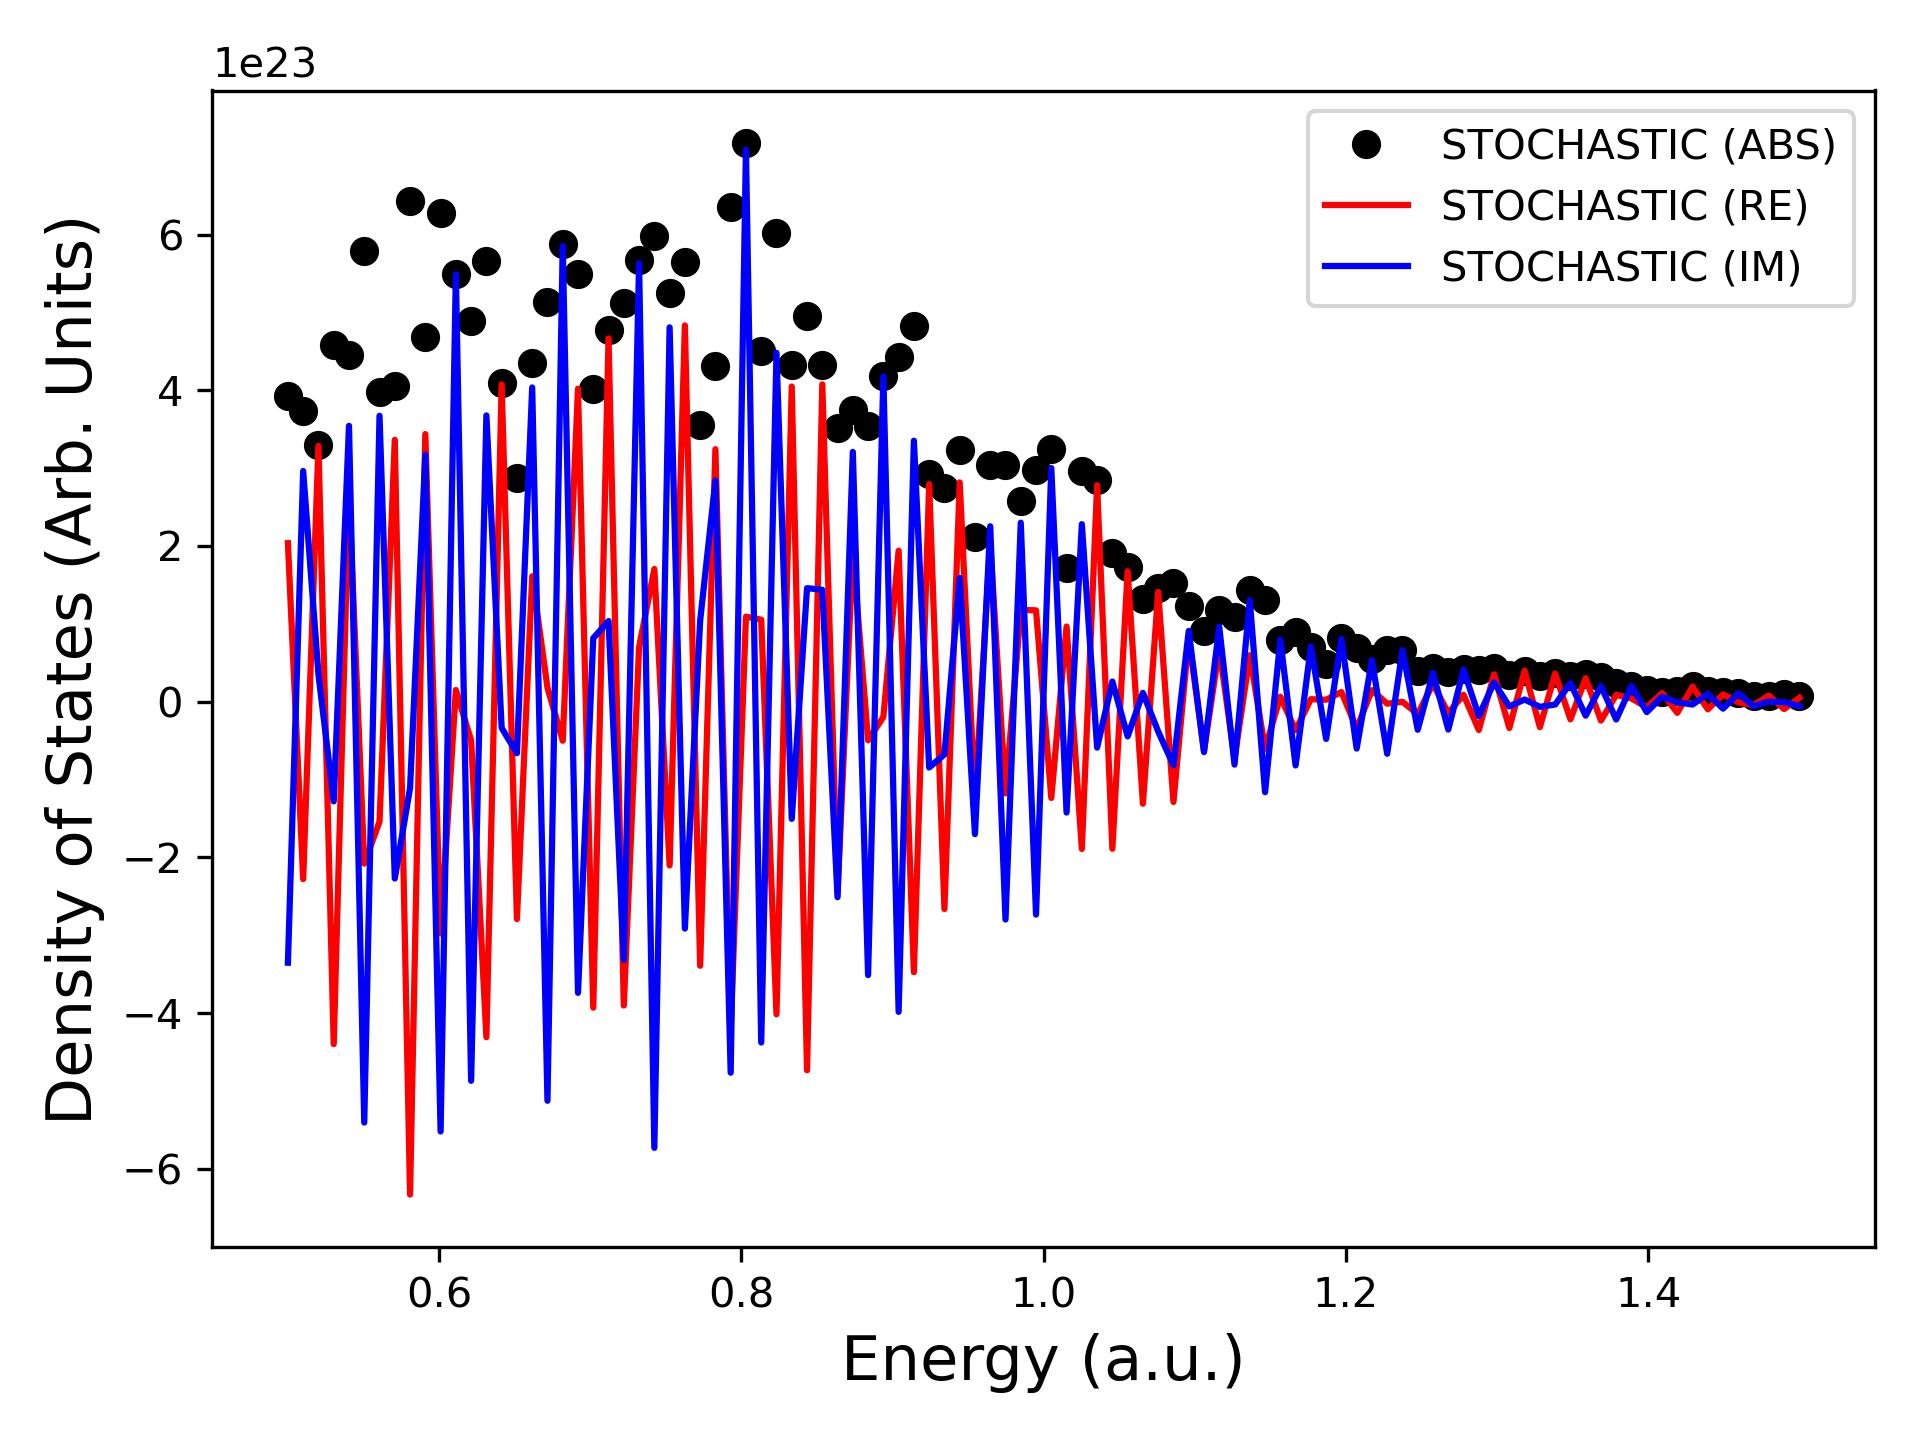 1e23
STOCHASTIC (ABS)
STOCHASTIC (RE)
STOCHASTIC (IM)
Density of States (Arb. Units)
6
4
2
0
−2
−4
−6
0.6 0.8 1.0 1.2 1.4
Energy (a.u.)